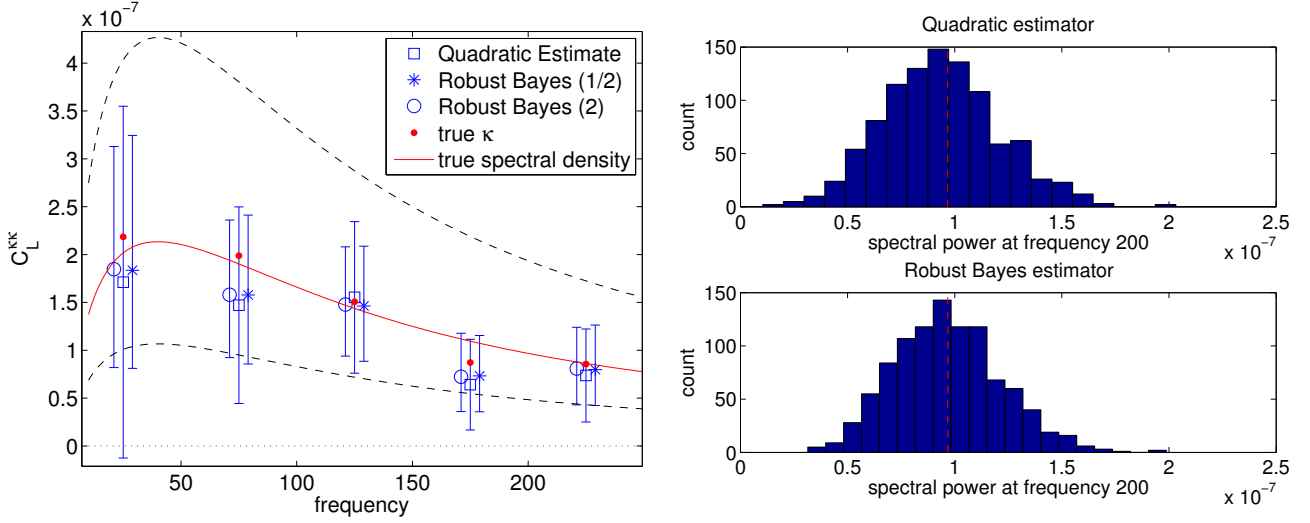 x 10⁻⁷
4
3.5
3
2.5
2
1.5
1
0.5
0
C_L^κκ
50
100
150
200
frequency
Quadratic Estimate
Robust Bayes (1/2)
Robust Bayes (2)
true κ
true spectral density
Quadratic estimator
150
100
50
0
count
0
0.5
1
1.5
2
2.5
spectral power at frequency 200
x 10⁻⁷
Robust Bayes estimator
150
100
50
0
count
0
0.5
1
1.5
2
2.5
spectral power at frequency 200
x 10⁻⁷